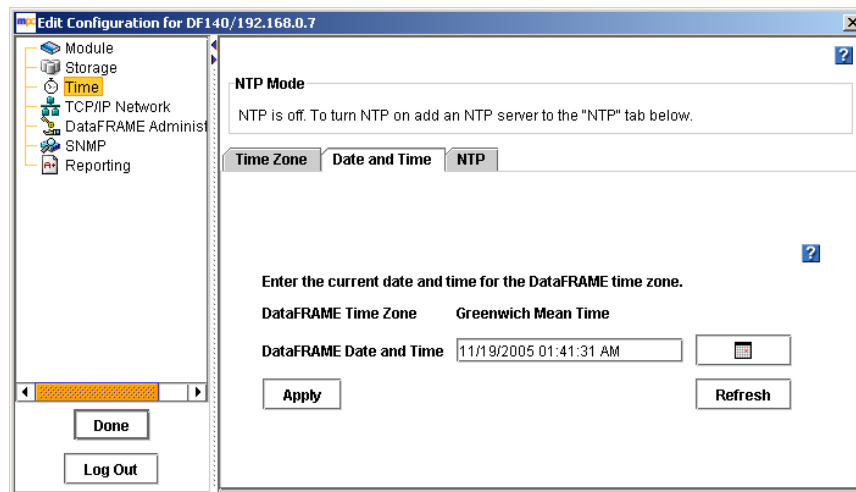 mpc Edit Configuration for DF140/192.168.0.7
Module
Storage
Time
TCP/IP Network
DataFRAME Administ
SNMP
Reporting
Done
Log Out
?
NTP Mode
NTP is off. To turn NTP on add an NTP server to the "NTP" tab below.
Time Zone Date and Time NTP
?
Enter the current date and time for the DataFRAME time zone.
DataFRAME Time Zone Greenwich Mean Time
DataFRAME Date and Time 11/19/2005 01:41:31 AM
Apply Refresh